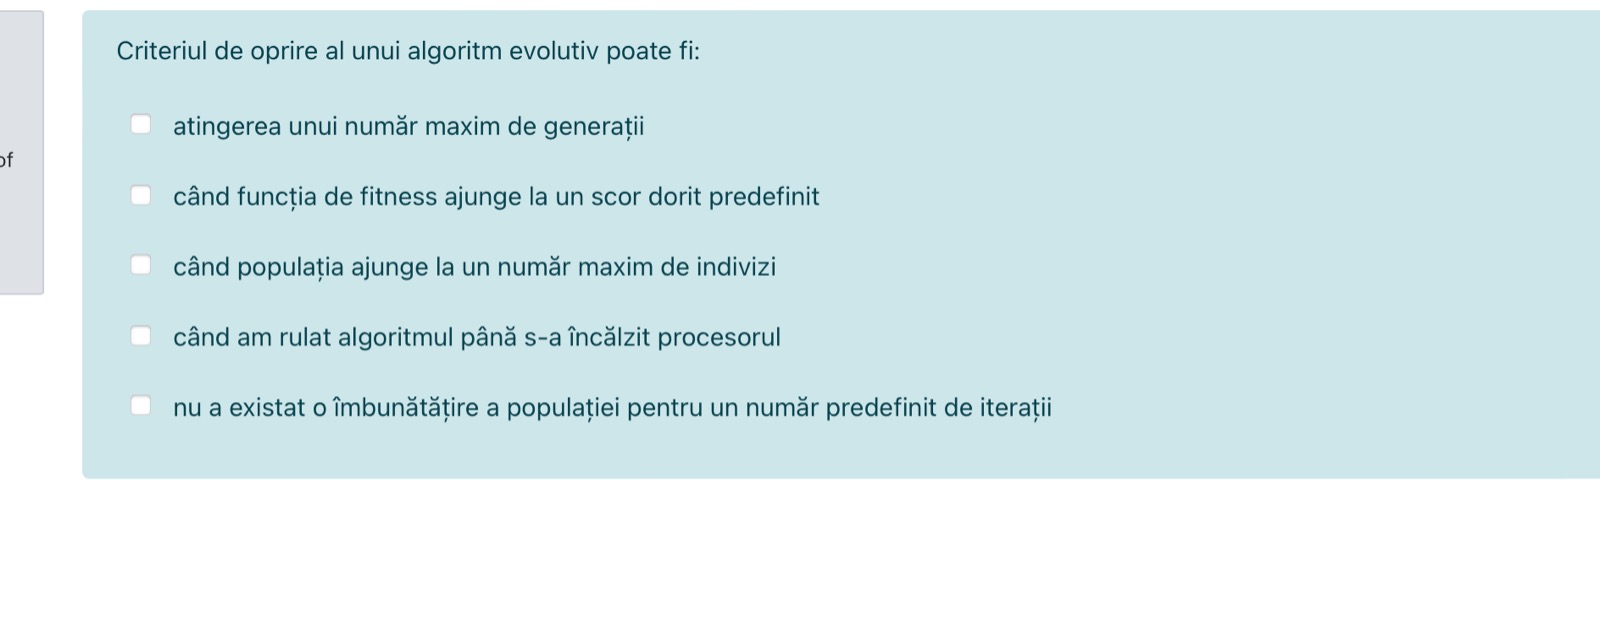 Criteriul de oprire al unui algoritm evolutiv poate fi:
atingerea unui număr maxim de generații
of
când funcția de fitness ajunge la un scor dorit predefinit
când populația ajunge la un număr maxim de indivizi
când am rulat algoritmul până s-a încălzit procesorul
nu a existat o îmbunătățire a populației pentru un număr predefinit de iterații